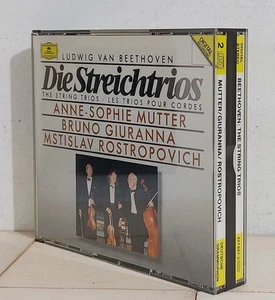 LUDWIG VAN BEETHOVEN
Die Streichtrios
THE STRING TRIOS · LES TRIOS POUR CORDES
ANNE-SOPHIE MUTTER
BRUNO GIURANNA
MSTISLAV ROSTROPOVICH
2
MUTTER/GIURANNA/ROSTROPOVICH
BEETHOVEN · THE STRING TRIOS